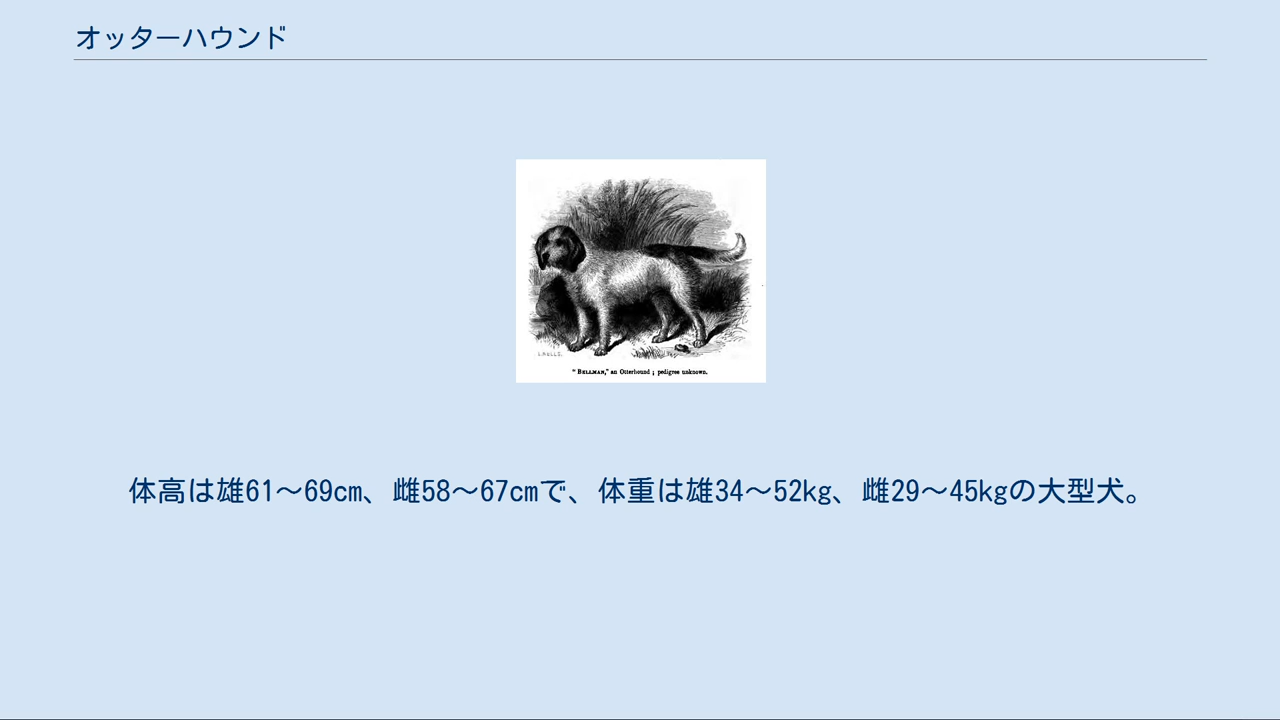 オッターハウンド
L.WELLS.
"BELLMAN," an Otterhound ; pedigree unknown.
体高は雄61～69cm、雌58～67cmで、体重は雄34～52kg、雌29～45kgの大型犬。